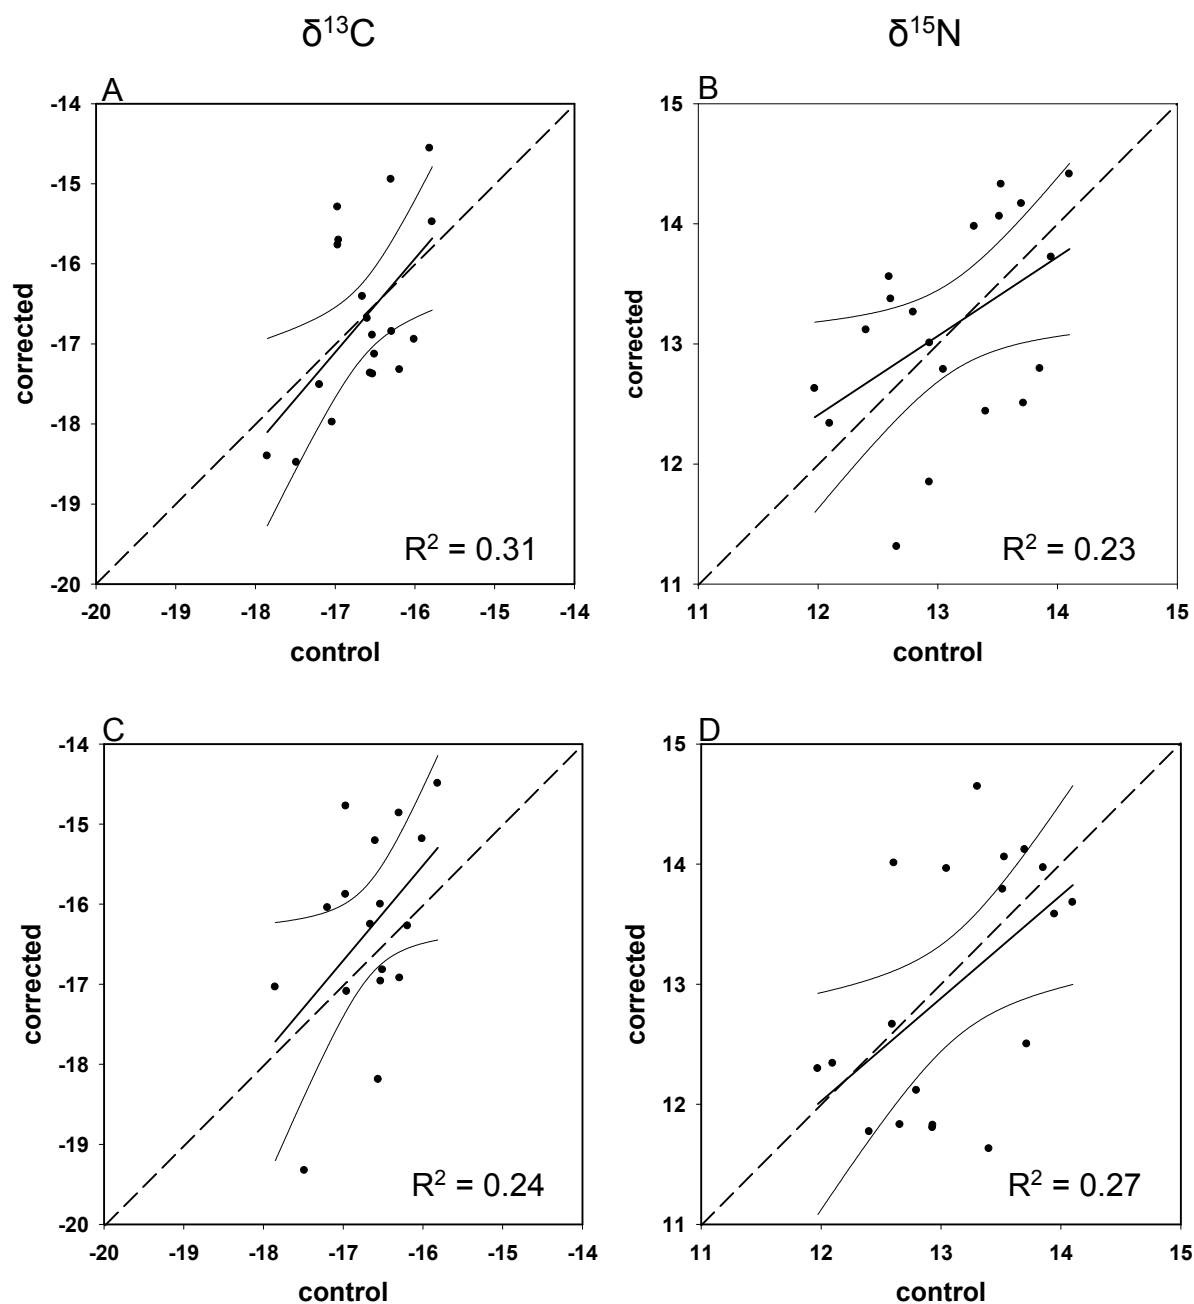 δ¹³C
δ¹⁵N
A
-14
-15
-16
-17
-18
-19
-20
corrected
R² = 0.31
-20 -19 -18 -17 -16 -15 -14
control
B
15
14
13
12
11
corrected
R² = 0.23
11 12 13 14 15
control
C
-14
-15
-16
-17
-18
-19
-20
corrected
R² = 0.24
-20 -19 -18 -17 -16 -15 -14
control
D
15
14
13
12
11
corrected
R² = 0.27
11 12 13 14 15
control